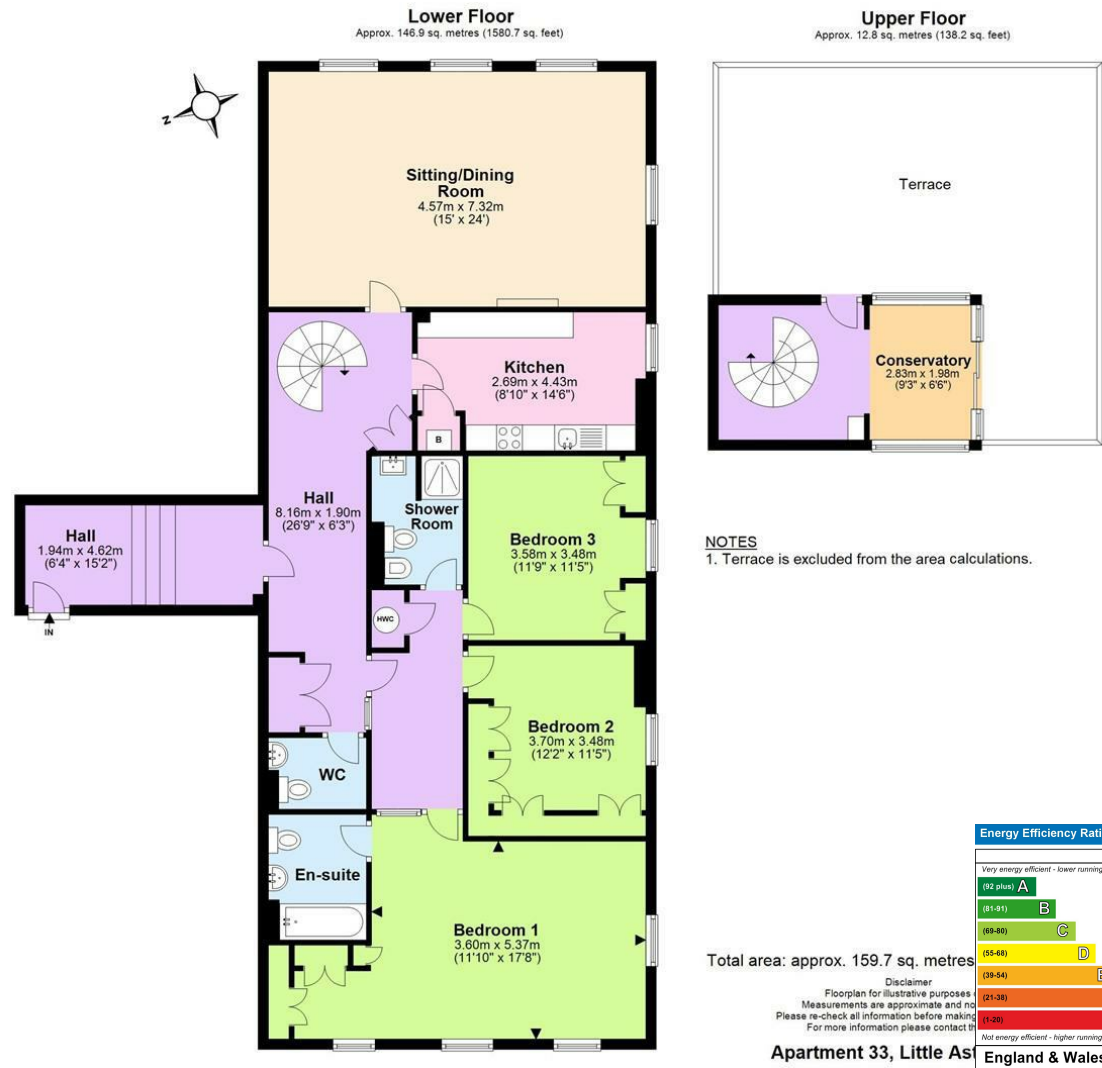 Lower Floor
Approx. 146.9 sq. metres (1580.7 sq. feet)
Upper Floor
Approx. 12.8 sq. metres (138.2 sq. feet)
N
Sitting/Dining
Room
4.57m x 7.32m
(15' x 24')
Terrace
Kitchen
2.69m x 4.43m
(8'10" x 14'6")
B
Conservatory
2.83m x 1.98m
(9'3" x 6'6")
Hall
8.16m x 1.90m
(26'9" x 6'3")
Shower
Room
Hall
1.94m x 4.62m
(6'4" x 15'2")
IN
Bedroom 3
3.58m x 3.48m
(11'9" x 11'5")
NOTES
1. Terrace is excluded from the area calculations.
HWC
Bedroom 2
3.70m x 3.48m
(12'2" x 11'5")
WC
En-suite
Bedroom 1
3.60m x 5.37m
(11'10" x 17'8")
Energy Efficiency Rati
Very energy efficient - lower running
(92 plus) A
(81-91) B
(69-80) C
(55-68) D
(39-54) E
(21-38)
(1-20)
Not energy efficient - higher running
England & Wales
Total area: approx. 159.7 sq. metres
Disclaimer
Floorplan for illustrative purposes
Measurements are approximate and
Please re-check all information before making
For more information please contact
Apartment 33, Little